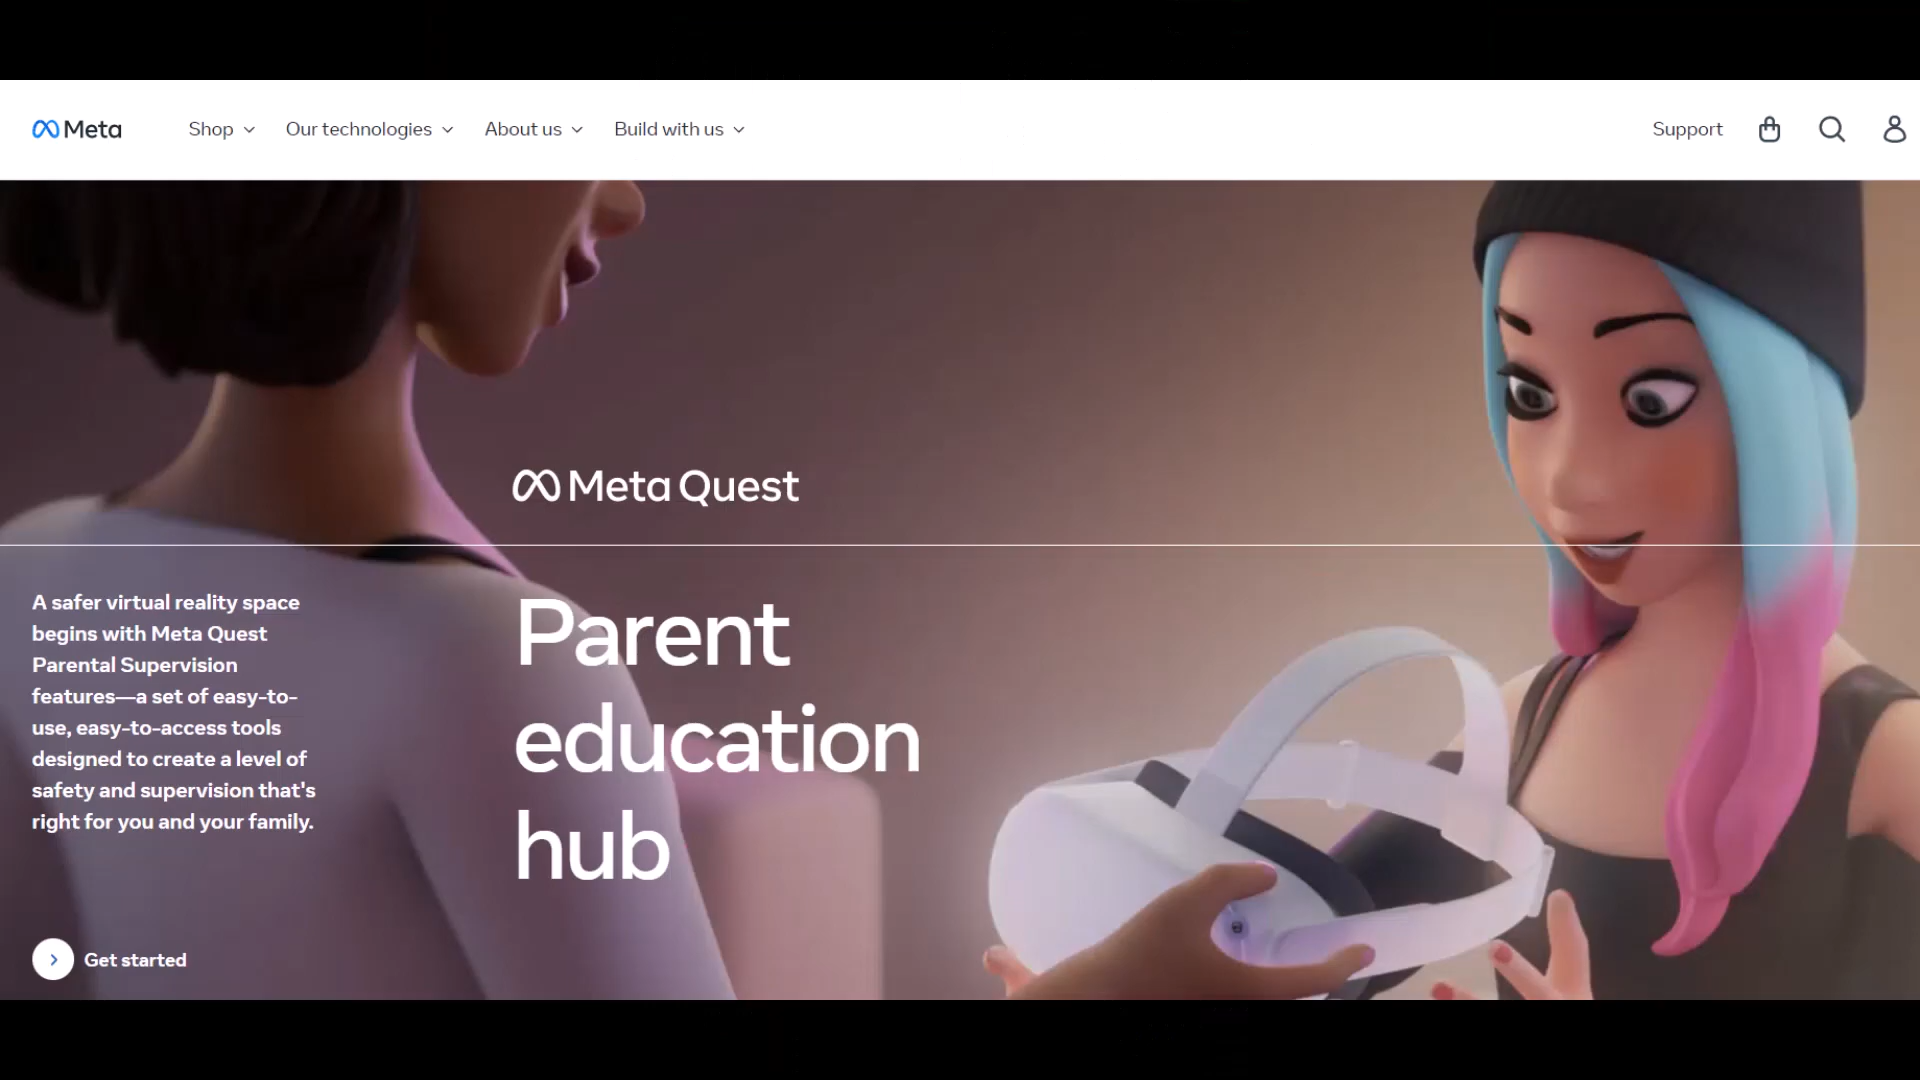 Meta
Shop
Our technologies
About us
Build with us
Support
Meta Quest
A safer virtual reality space
begins with Meta Quest
Parental Supervision
features—a set of easy-to-
use, easy-to-access tools
designed to create a level of
safety and supervision that's
right for you and your family.
Parent
education
hub
Get started